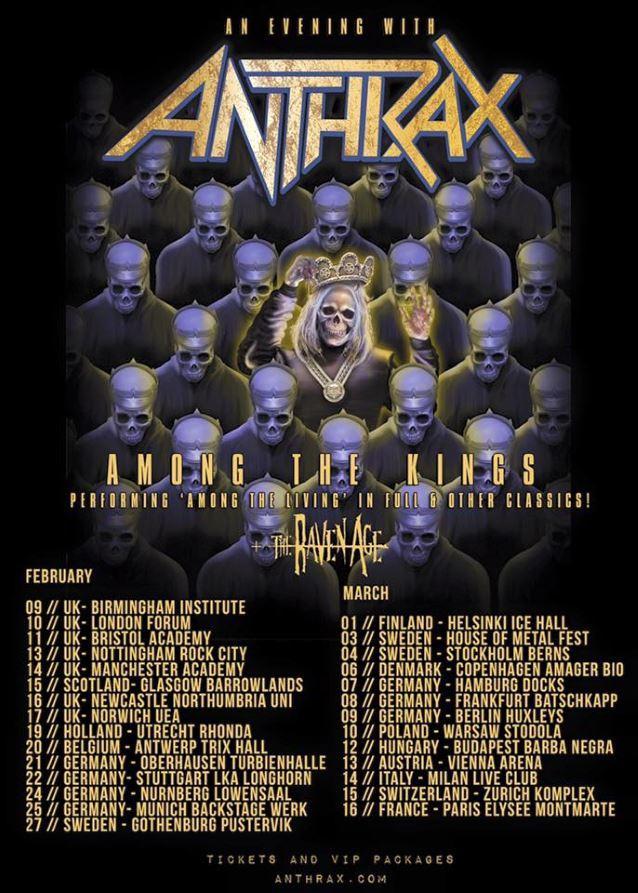 AN EVENING WITH
ANTHRAX
AMONG THE KINGS
PERFORMING 'AMONG THE LIVING' IN FULL & OTHER CLASSICS!
+ THE RAVEN AGE
FEBRUARY
09 // UK- BIRMINGHAM INSTITUTE
10 // UK- LONDON FORUM
11 // UK- BRISTOL ACADEMY
13 // UK- NOTTINGHAM ROCK CITY
14 // UK- MANCHESTER ACADEMY
15 // SCOTLAND- GLASGOW BARROWLANDS
16 // UK- NEWCASTLE NORTHUMBRIA UNI
17 // UK- NORWICH UEA
19 // HOLLAND - UTRECHT RHONDA
20 // BELGIUM - ANTWERP TRIX HALL
21 // GERMANY - OBERHAUSEN TURBIENHALLE
22 // GERMANY- STUTTGART LKA LONGHORN
24 // GERMANY - NURNBERG LOWENSAAL
25 // GERMANY- MUNICH BACKSTAGE WERK
27 // SWEDEN - GOTHENBURG PUSTERVIK
MARCH
01 // FINLAND - HELSINKI ICE HALL
03 // SWEDEN - HOUSE OF METAL FEST
04 // SWEDEN - STOCKHOLM BERNS
06 // DENMARK - COPENHAGEN AMAGER BIO
07 // GERMANY - HAMBURG DOCKS
08 // GERMANY - FRANKFURT BATSCHKAPP
09 // GERMANY - BERLIN HUXLEYS
10 // POLAND - WARSAW STODOLA
12 // HUNGARY - BUDAPEST BARBA NEGRA
13 // AUSTRIA - VIENNA ARENA
14 // ITALY - MILAN LIVE CLUB
15 // SWITZERLAND - ZURICH KOMPLEX
16 // FRANCE - PARIS ELYSEE MONTMARTE
TICKETS AND VIP PACKAGES
ANTHRAX.COM